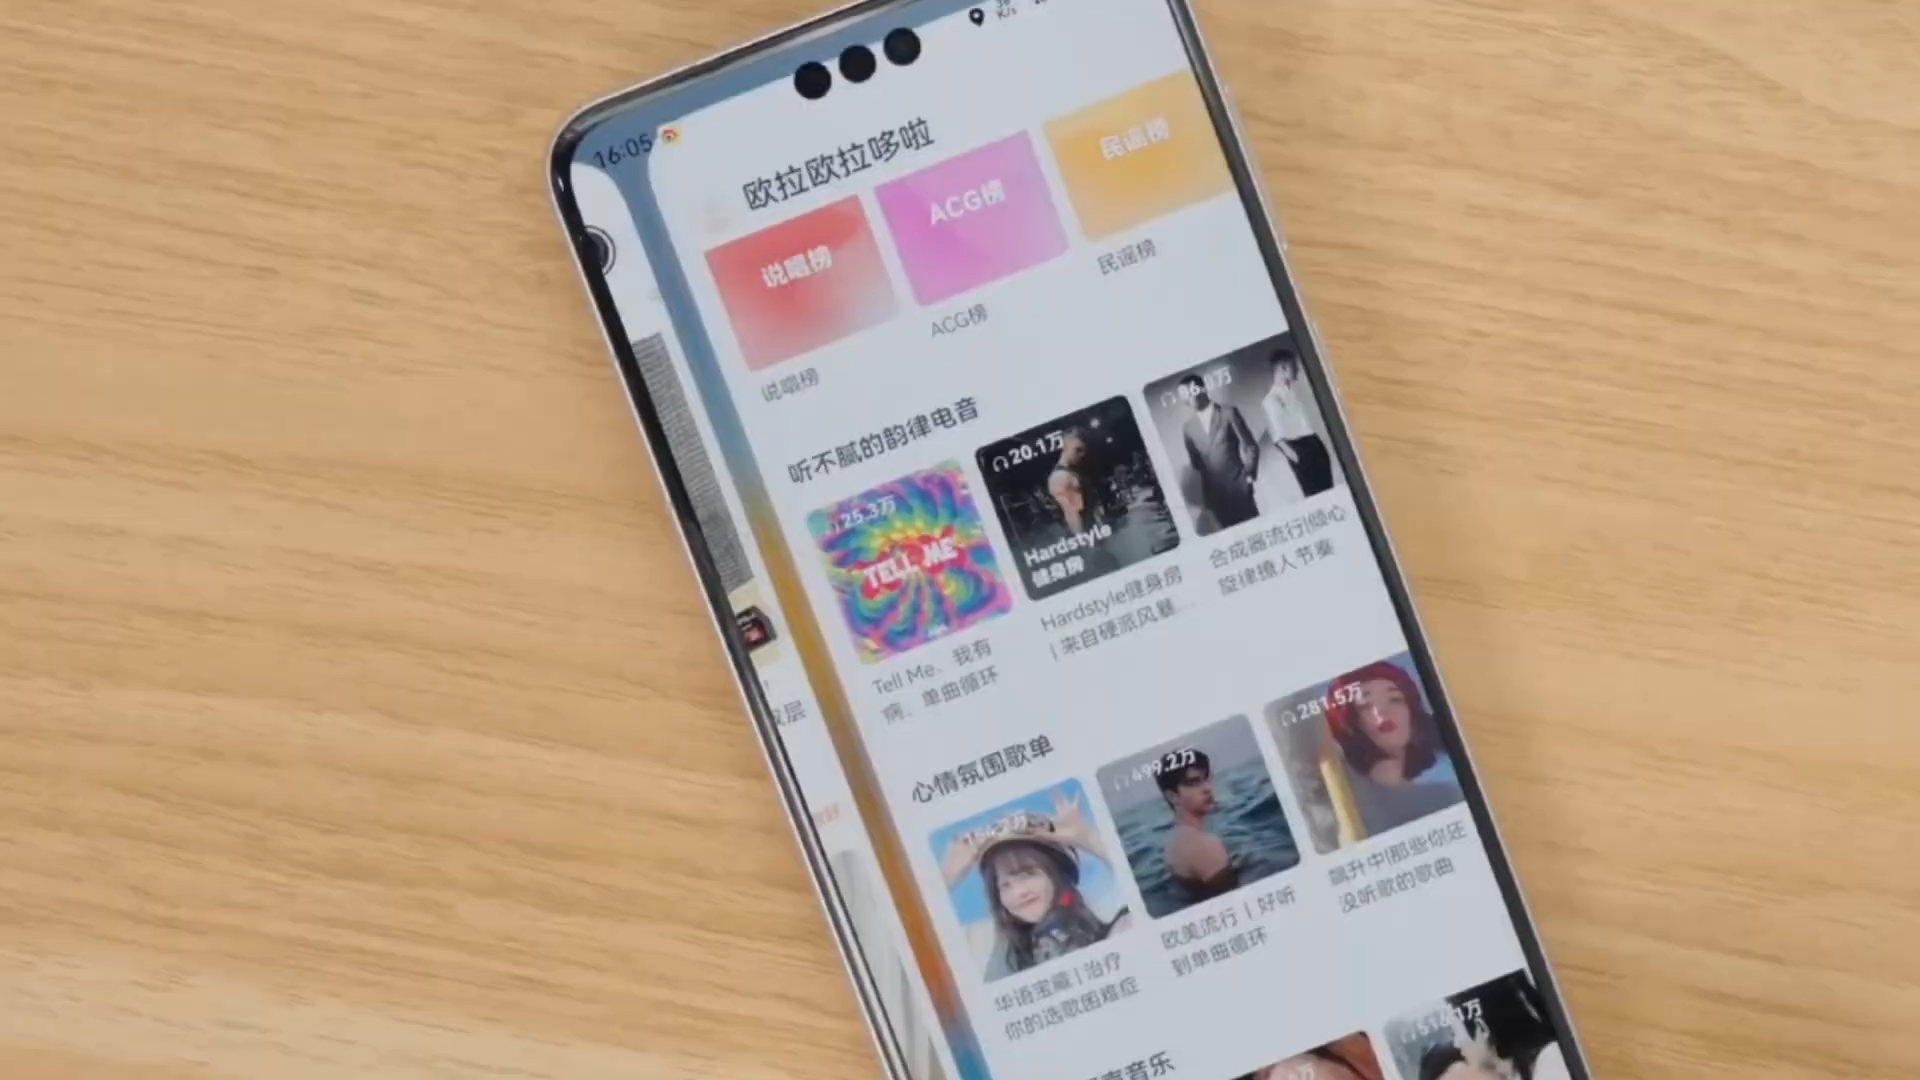 16:05
K/s
欧拉欧拉哆啦
说唱榜
ACG榜
民谣榜
说唱榜
ACG榜
民谣榜
听不腻的韵律电音
25.3万
TELL ME
20.1万
Hardstyle
健身房
Tell Me、我有
病、单曲循环
Hardstyle健身房
| 来自硬派风暴...
合成器流行|倾心
旋律撩人节奏
心情氛围歌单
499.2万
281.5万
华语宝藏 | 治疗
你的选歌困难症
欧美流行 | 好听
到单曲循环
飙升中|那些你还
没听歌的歌曲
音乐